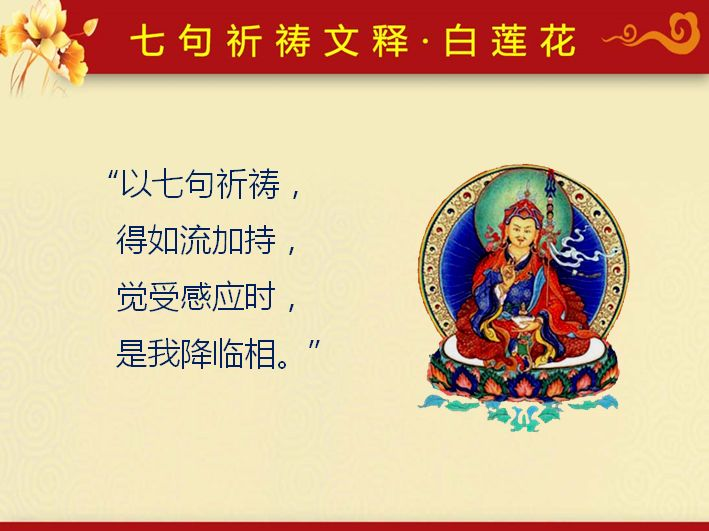 七句祈祷文释·白莲花
“以七句祈祷，
得如流加持，
觉受感应时，
是我降临相。”